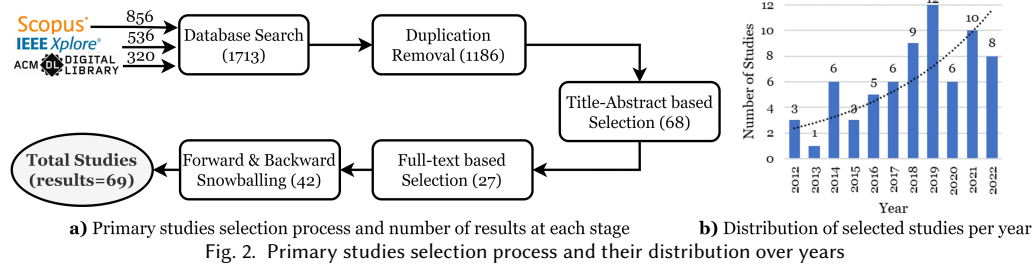 Scopus
856
IEEE Xplore®
536
ACM DL DIGITAL LIBRARY
320
Database Search
(1713)
Duplication
Removal (1186)
Title-Abstract based
Selection (68)
Full-text based
Selection (27)
Forward & Backward
Snowballing (42)
Total Studies
(results=69)
a) Primary studies selection process and number of results at each stage
Number of Studies
12
10
8
6
4
2
0
3
1
6
3
5
6
9
12
6
10
8
2012
2013
2014
2015
2016
2017
2018
2019
2020
2021
2022
Year
b) Distribution of selected studies per year
Fig. 2. Primary studies selection process and their distribution over years